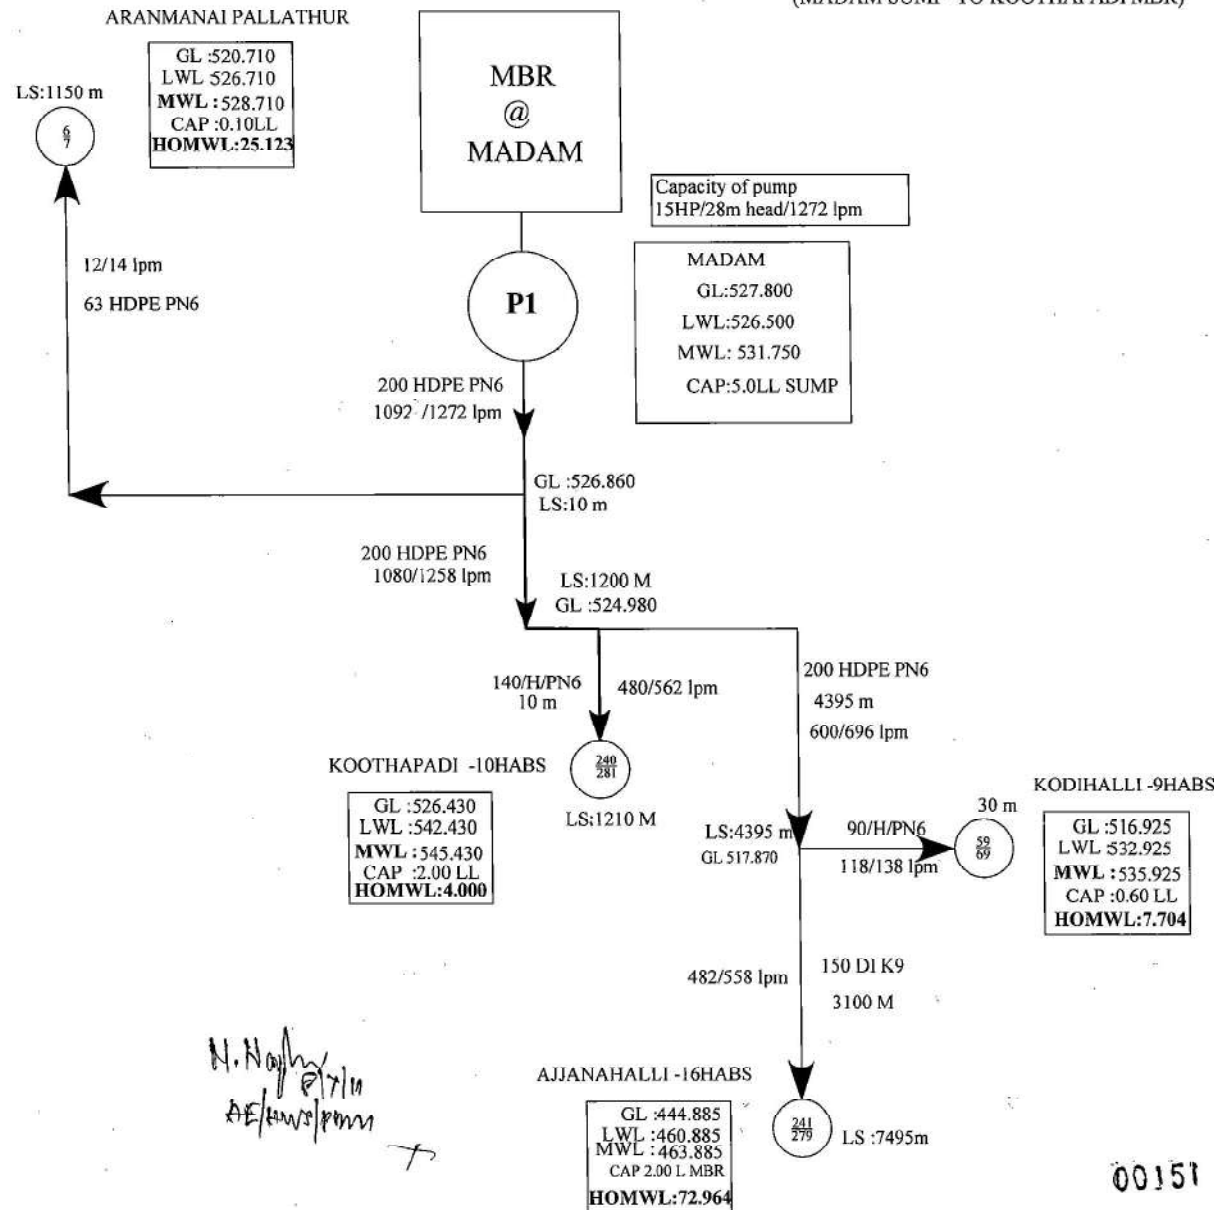 (MADAM SUMP TO KOOTHAPADI MBR)
ARANMANAI PALLATHUR
GL :520.710
LWL :526.710
MWL :528.710
CAP :0.10LL
HOMWL:25.123
LS:1150 m
6
7
MBR
@
MADAM
Capacity of pump
15HP/28m head/1272 lpm
MADAM
GL:527.800
LWL:526.500
MWL: 531.750
CAP:5.0LL SUMP
12/14 lpm
63 HDPE PN6
P1
200 HDPE PN6
1092 /1272 lpm
GL :526.860
LS:10 m
200 HDPE PN6
1080/1258 lpm
LS:1200 M
GL :524.980
140/H/PN6
10 m
480/562 lpm
200 HDPE PN6
4395 m
600/696 lpm
KOOTHAPADI -10HABS
240
281
LS:1210 M
GL :526.430
LWL :542.430
MWL :545.430
CAP :2.00 LL
HOMWL:4.000
LS:4395 m
GL 517.870
90/H/PN6
118/138 lpm
30 m
59
69
KODIHALLI -9HABS
GL :516.925
LWL :532.925
MWL :535.925
CAP :0.60 LL
HOMWL:7.704
482/558 lpm
150 DI K9
3100 M
AJJANAHALLI -16HABS
GL :444.885
LWL :460.885
MWL :463.885
CAP 2.00 L MBR
HOMWL:72.964
241
279
LS :7495m
00151